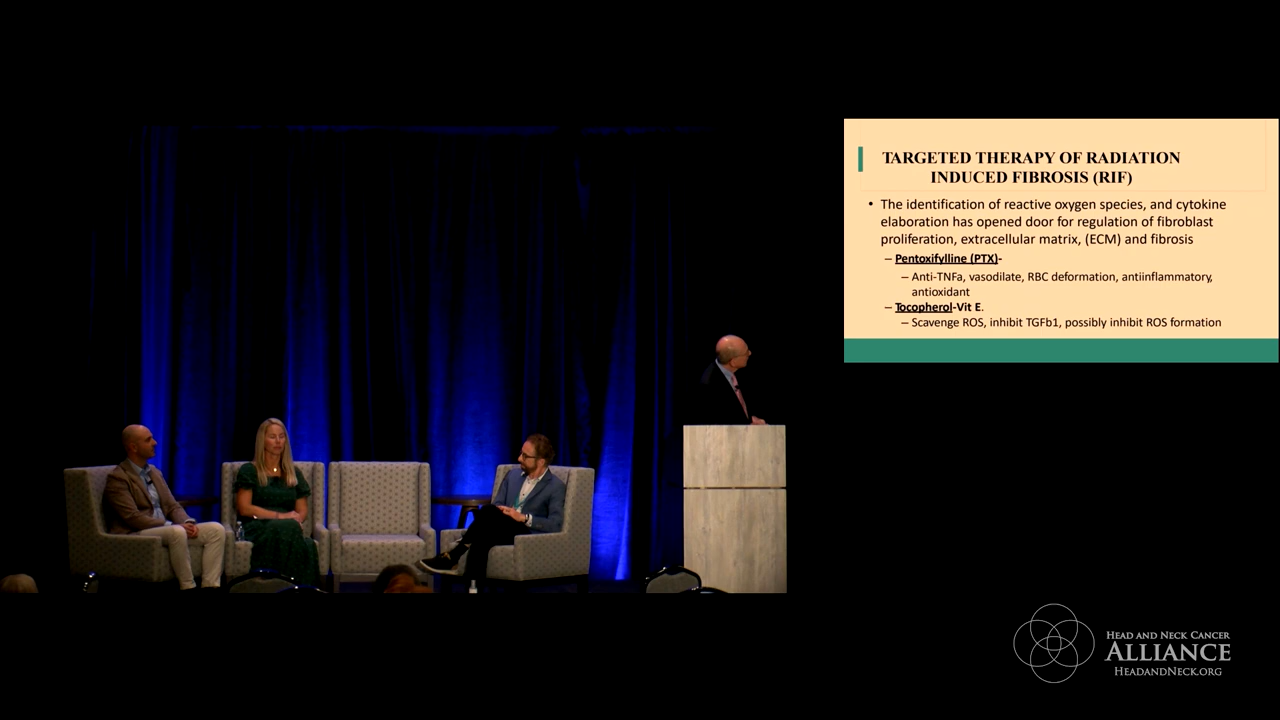 TARGETED THERAPY OF RADIATION
INDUCED FIBROSIS (RIF)
• The identification of reactive oxygen species, and cytokine
elaboration has opened door for regulation of fibroblast
proliferation, extracellular matrix, (ECM) and fibrosis
– Pentoxifylline (PTX)-
– Anti-TNFa, vasodilate, RBC deformation, antiinflammatory,
antioxidant
– Tocopherol-Vit E.
– Scavenge ROS, inhibit TGFb1, possibly inhibit ROS formation
HEAD AND NECK CANCER
ALLIANCE
HEADANDNECK.ORG